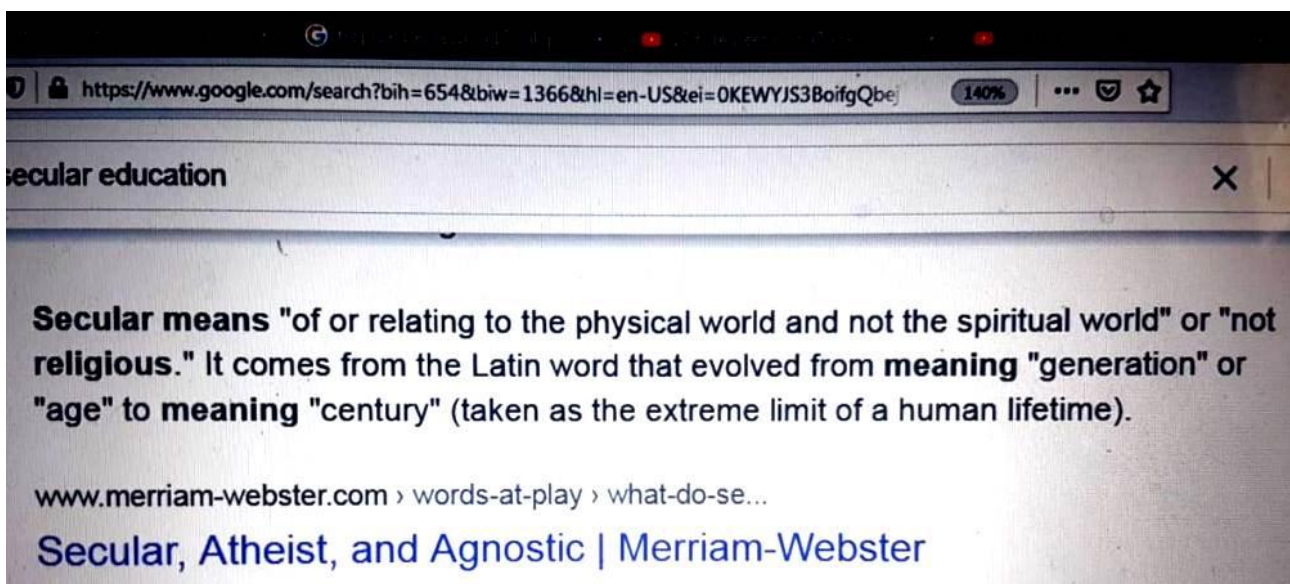 https://www.google.com/search?bih=654&biw=1366&hl=en-US&ei=0KEWYJS3BoifgQbej
140%
secular education
Secular means "of or relating to the physical world and not the spiritual world" or "not
religious." It comes from the Latin word that evolved from meaning "generation" or
"age" to meaning "century" (taken as the extreme limit of a human lifetime).
www.merriam-webster.com › words-at-play › what-do-se...
Secular, Atheist, and Agnostic | Merriam-Webster